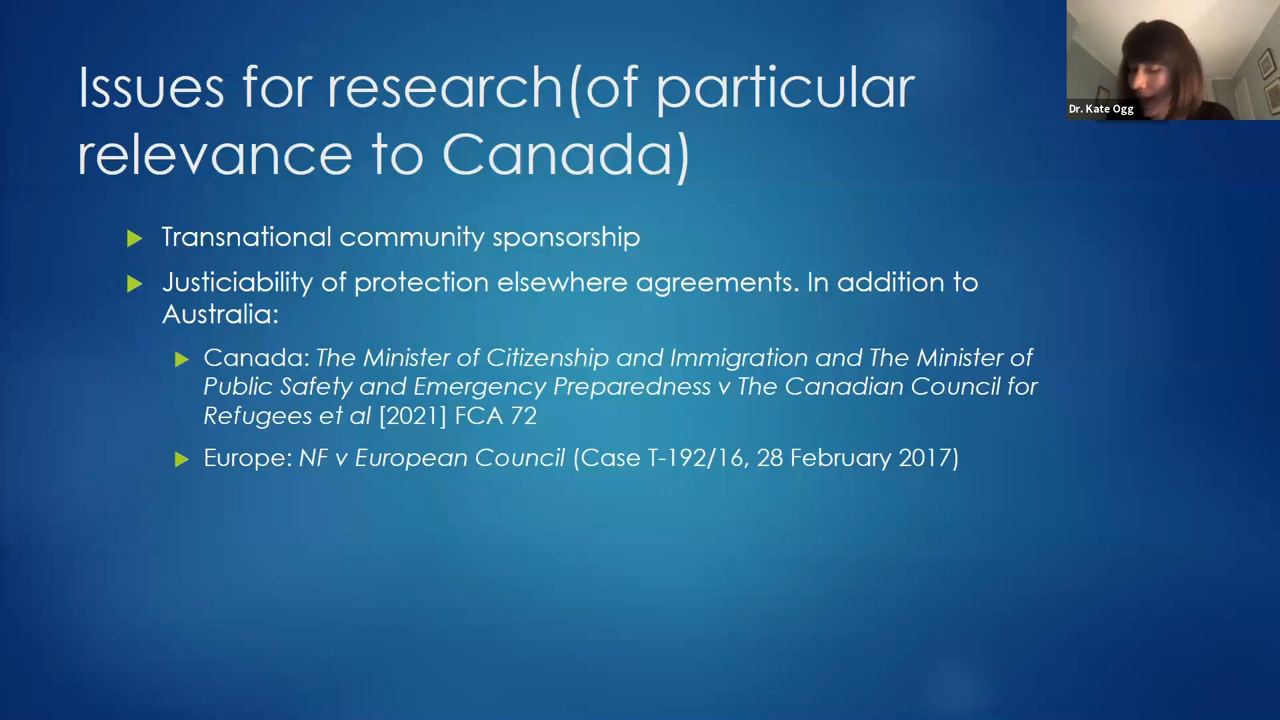 Issues for research(of particular
relevance to Canada)
Dr. Kate Ogg
Transnational community sponsorship
Justiciability of protection elsewhere agreements. In addition to
Australia:
Canada: The Minister of Citizenship and Immigration and The Minister of
Public Safety and Emergency Preparedness v The Canadian Council for
Refugees et al [2021] FCA 72
Europe: NF v European Council (Case T-192/16, 28 February 2017)